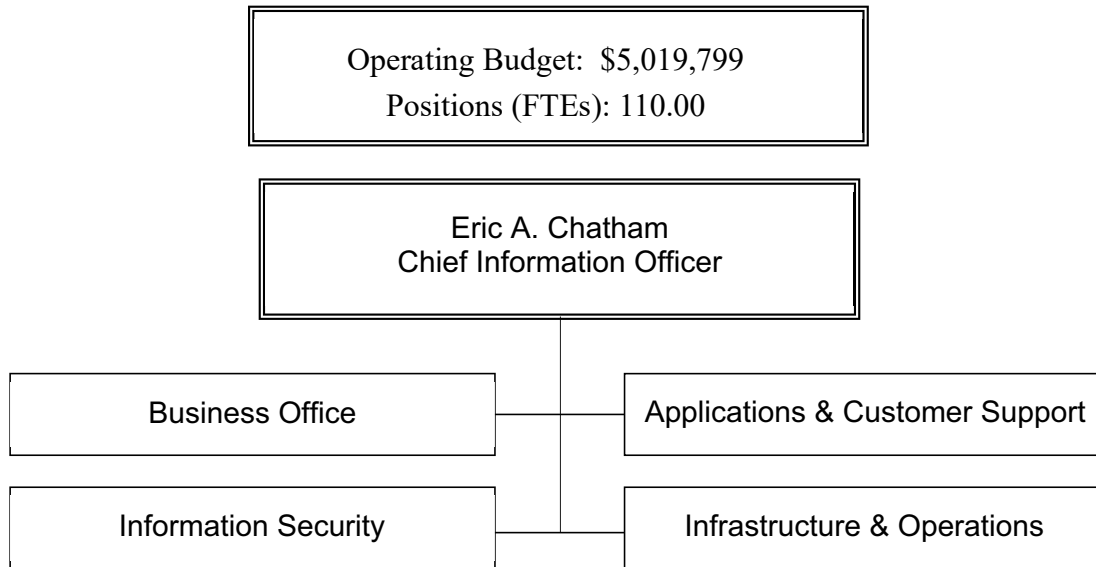 Operating Budget:  $5,019,799
Positions (FTEs): 110.00
Eric A. Chatham
Chief Information Officer
Business Office
Applications & Customer Support
Information Security
Infrastructure & Operations